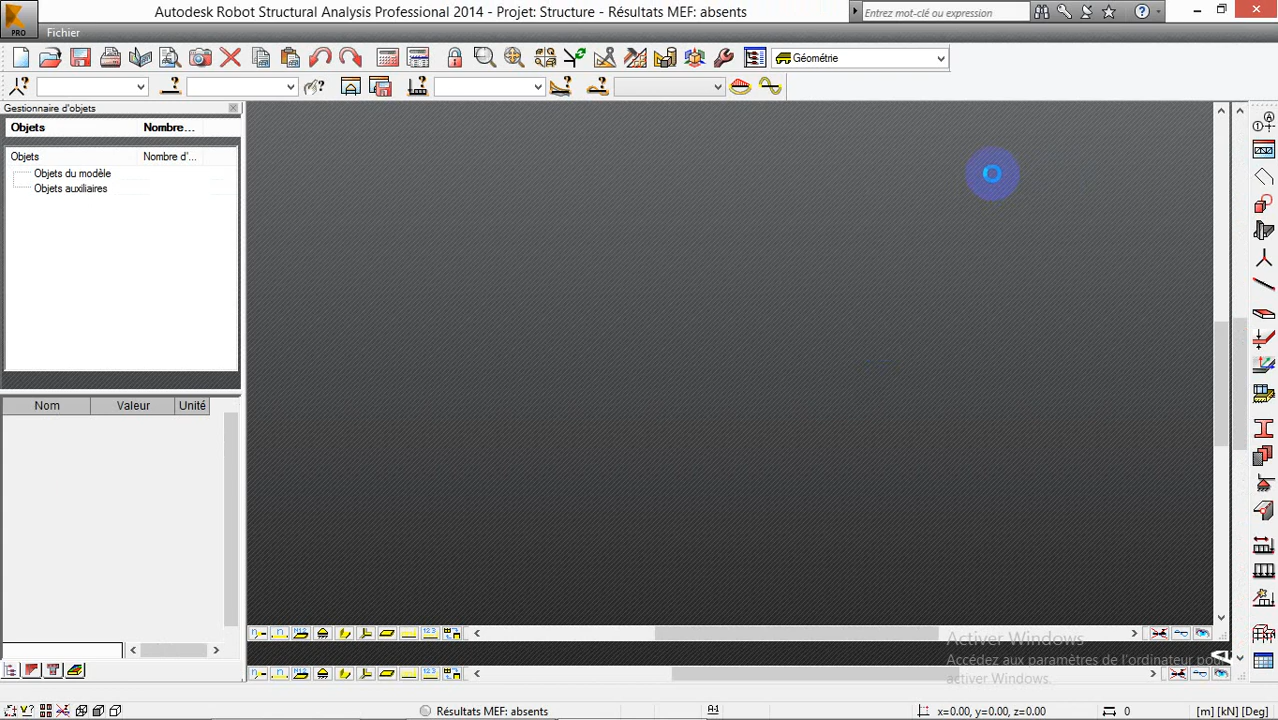 Autodesk Robot Structural Analysis Professional 2014 - Projet: Structure - Résultats MEF: absents
Entrez mot-clé ou expression
PRO
Fichier
Géométrie
Gestionnaire d'objets
Objets Nombre...
Objets Nombre d'...
Objets du modèle
Objets auxiliaires
Nom Valeur Unité
Activer Windows
Accédez aux paramètres de l'ordinateur pour
activer Windows.
Résultats MEF: absents
x=0.00, y=0.00, z=0.00
0
[m] [kN] [Deg]